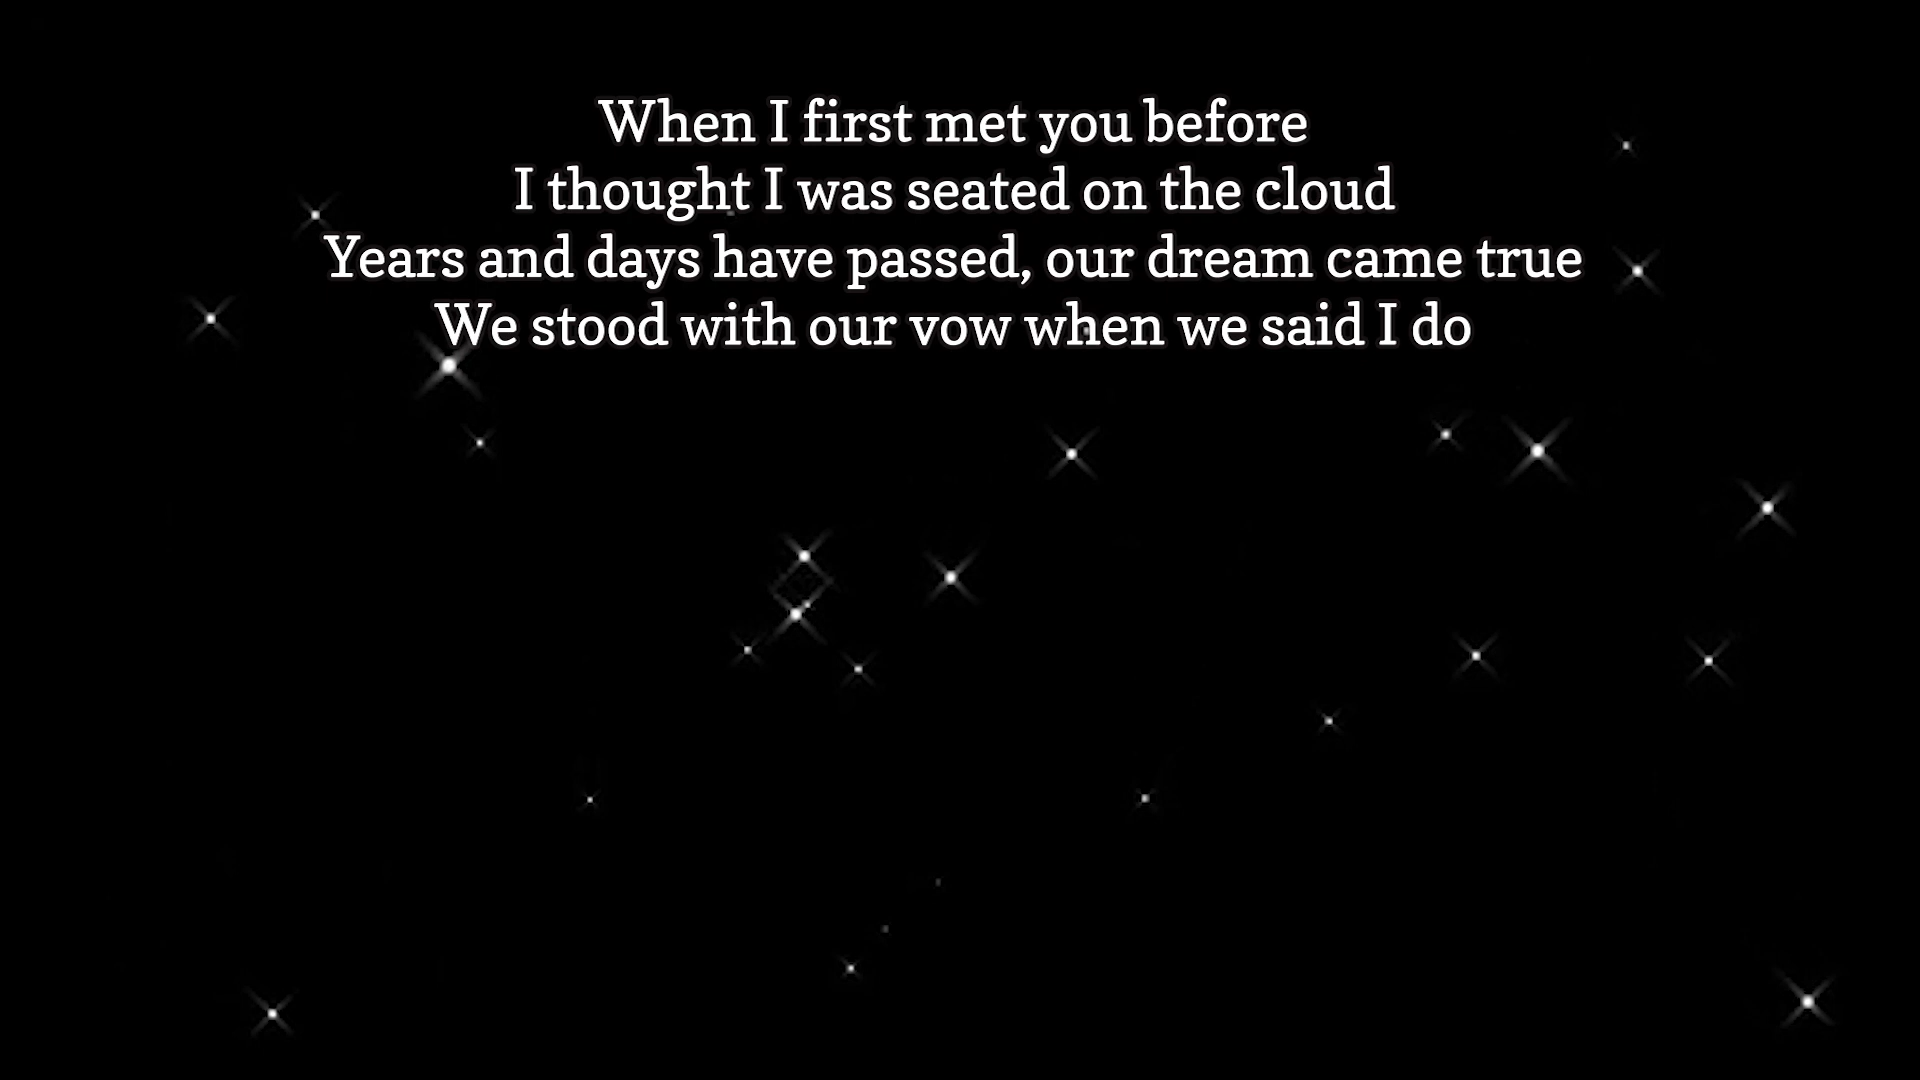 When I first met you before
I thought I was seated on the cloud
Years and days have passed, our dream came true
We stood with our vow when we said I do